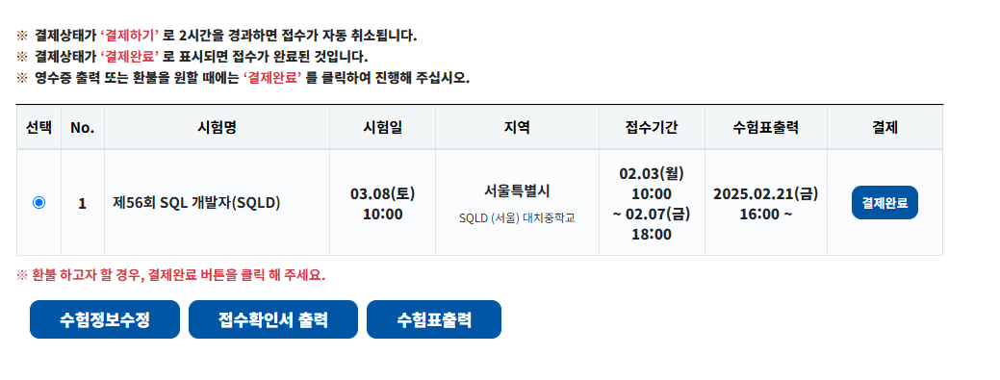 ※ 결제상태가 ‘결제하기’ 로 2시간을 경과하면 접수가 자동 취소됩니다.
※ 결제상태가 ‘결제완료’ 로 표시되면 접수가 완료된 것입니다.
※ 영수증 출력 또는 환불을 원할 때에는 ‘결제완료’ 를 클릭하여 진행해 주십시오.
선택 No. 시험명 시험일 지역 접수기간 수험표출력 결제
1
제56회 SQL 개발자(SQLD)
03.08(토)
10:00
서울특별시
SQLD (서울) 대치중학교
02.03(월)
10:00
~ 02.07(금)
18:00
2025.02.21(금)
16:00 ~
결제완료
※ 환불 하고자 할 경우, 결제완료 버튼을 클릭 해 주세요.
수험정보수정 접수확인서 출력 수험표출력